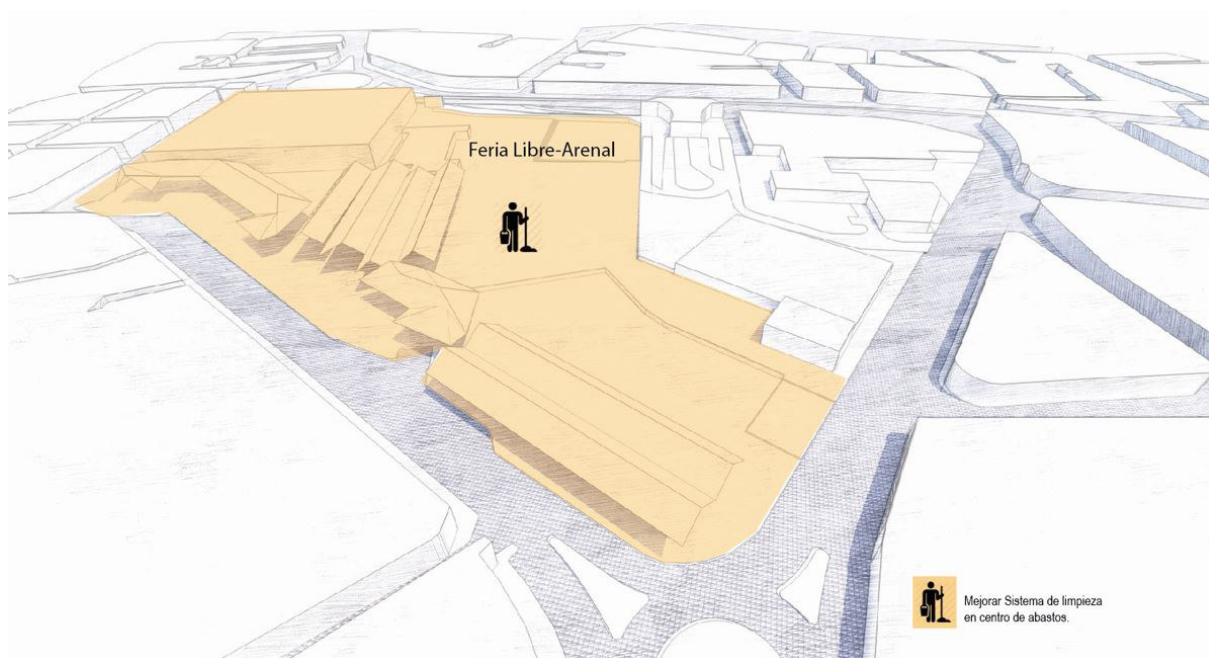 Feria Libre-Arenal
Mejorar Sistema de limpieza
en centro de abastos.